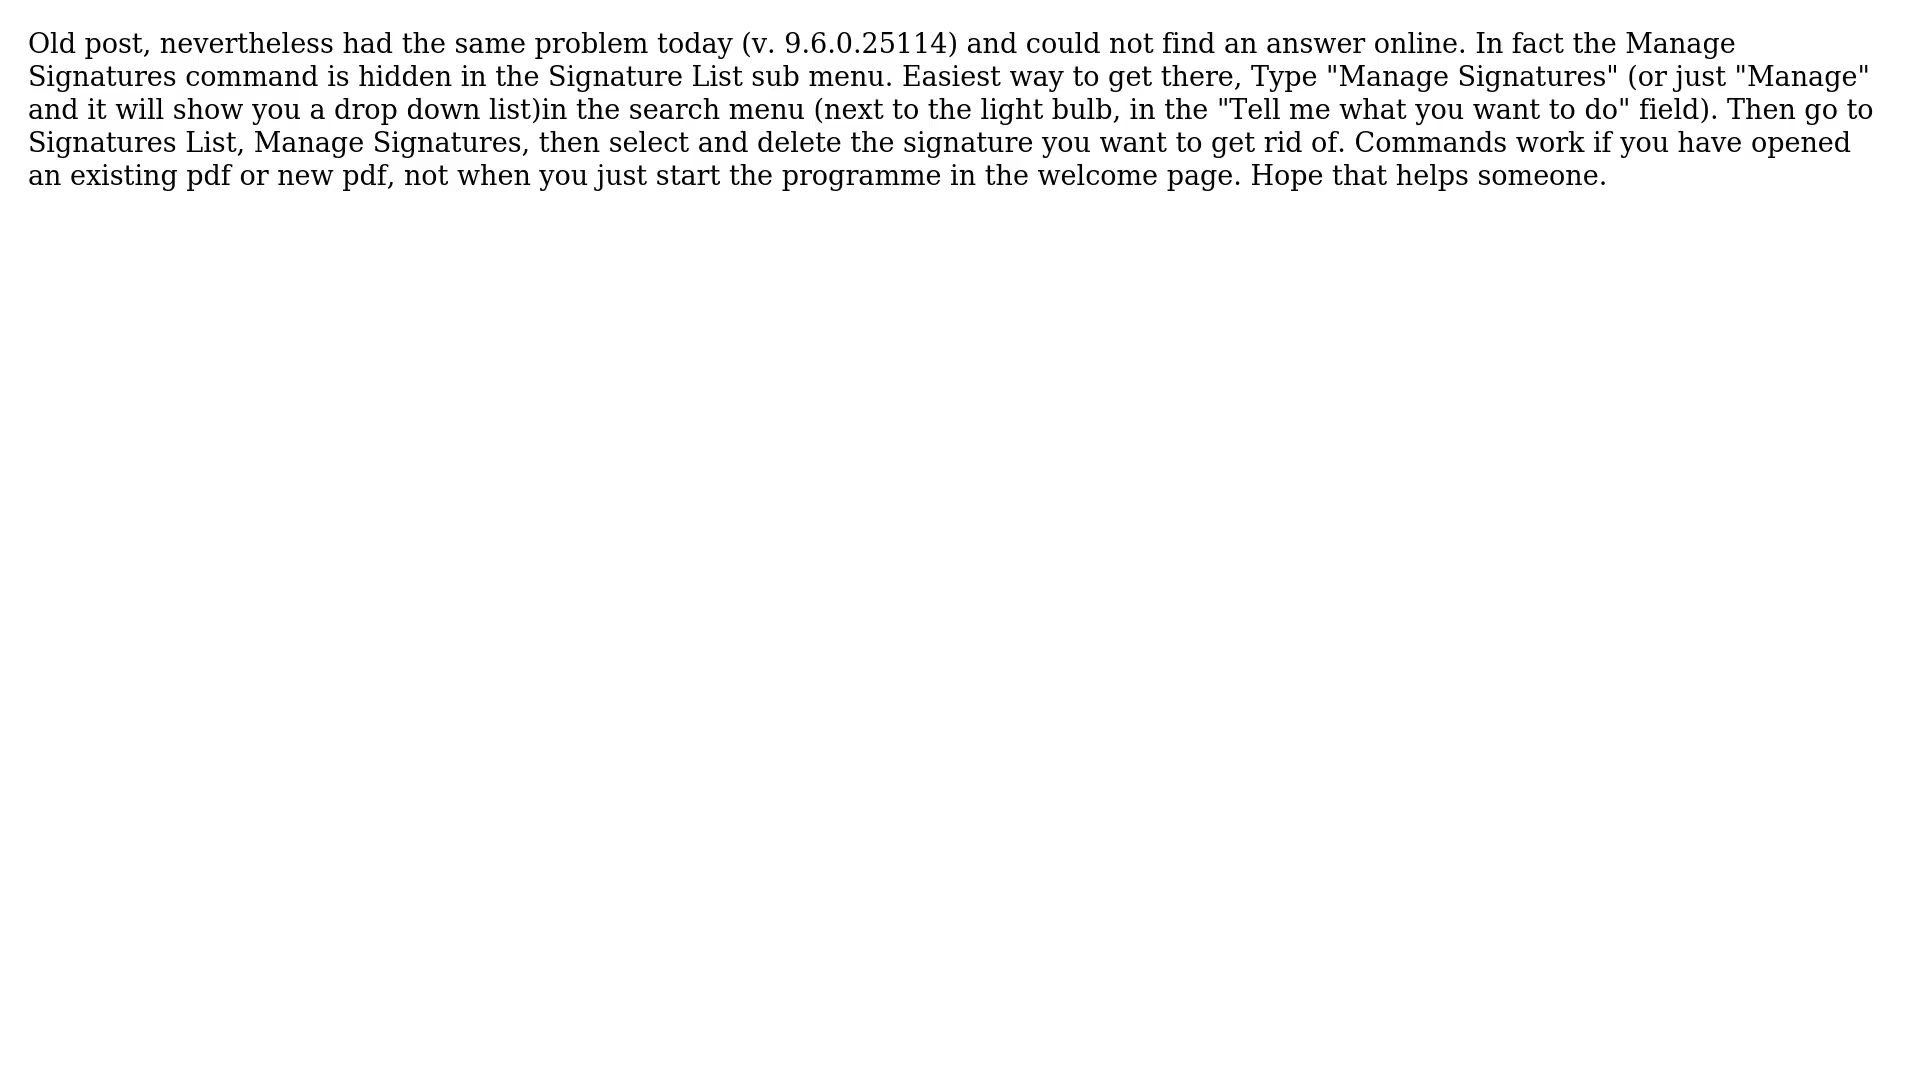 Old post, nevertheless had the same problem today (v. 9.6.0.25114) and could not find an answer online. In fact the Manage
Signatures command is hidden in the Signature List sub menu. Easiest way to get there, Type "Manage Signatures" (or just "Manage"
and it will show you a drop down list)in the search menu (next to the light bulb, in the "Tell me what you want to do" field). Then go to
Signatures List, Manage Signatures, then select and delete the signature you want to get rid of. Commands work if you have opened
an existing pdf or new pdf, not when you just start the programme in the welcome page. Hope that helps someone.